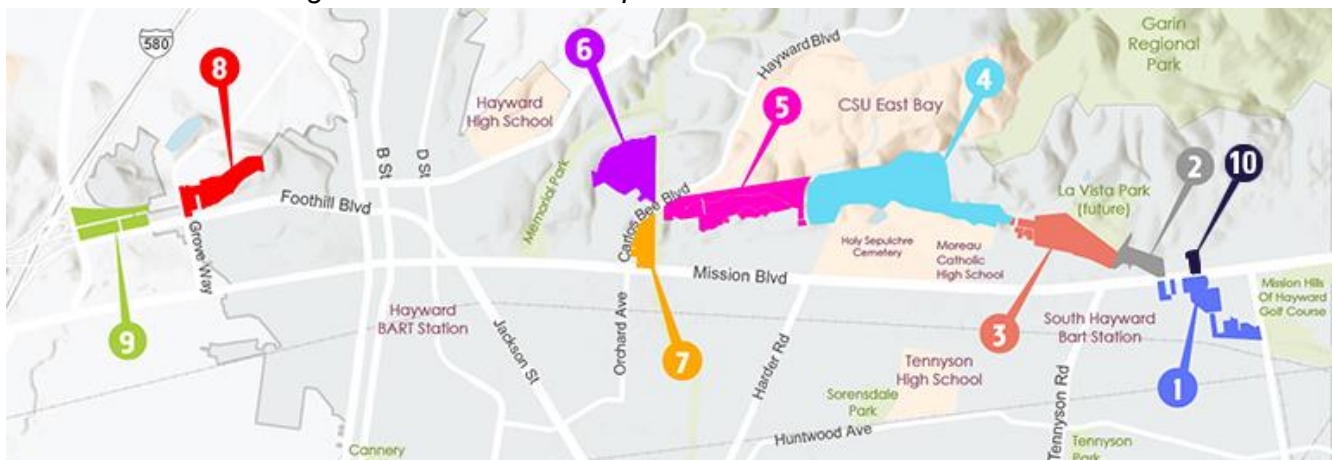 580
8
6
Hayward Blvd
5
CSU East Bay
4
Garin
Regional
Park
Hayward
High School
B St
D St
Memorial Park
Foothill Blvd
Grove Way
9
Carlos Bee Blvd
Orchard Ave
7
Mission Blvd
Holy Sepulchre
Cemetery
Moreau
Catholic
High School
La Vista Park
(future)
2
10
3
South Hayward
Bart Station
1
Mission Hills
Of Hayward
Golf Course
Hayward
BART Station
Jackson St
Harder Rd
Tennyson
High School
Sorensdale
Park
Huntwood Ave
Tennyson Rd
Tennyson
Park
Cannery